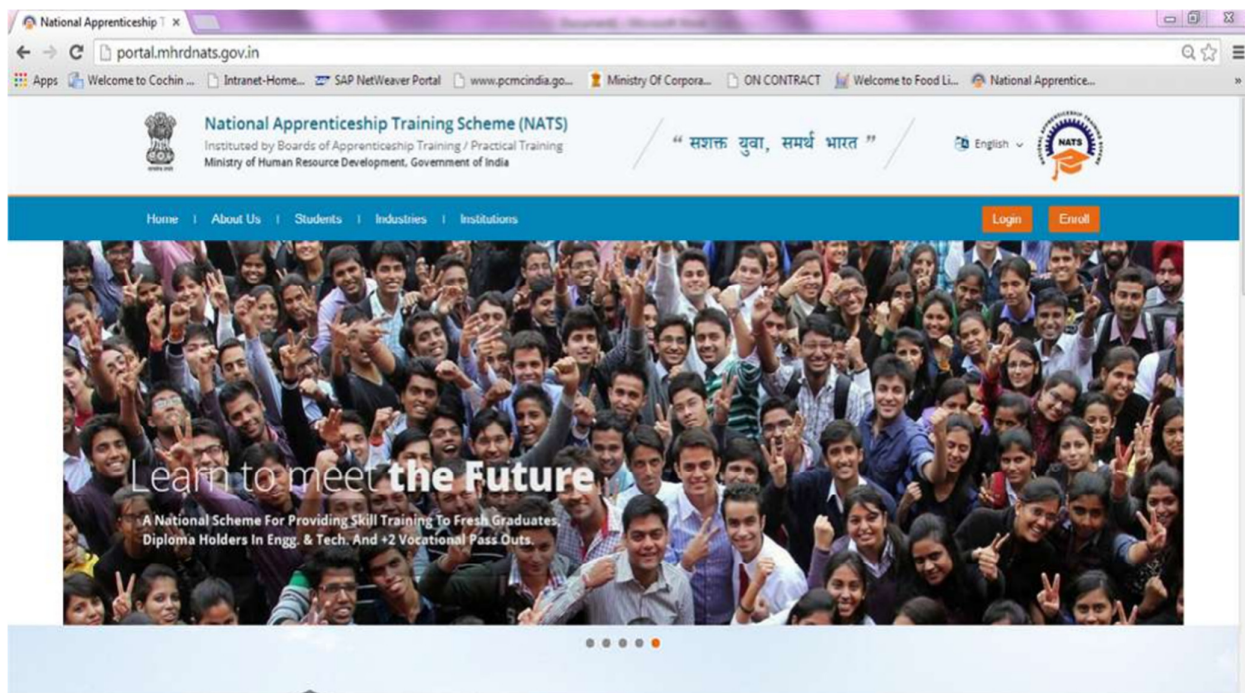 National Apprenticeship T
portal.mhrdnats.gov.in
Apps Welcome to Cochin ... Intranet-Home... SAP NetWeaver Portal www.pcmcindia.go... Ministry Of Corpora... ON CONTRACT Welcome to Food Li... National Apprentice... »
National Apprenticeship Training Scheme (NATS)
Instituted by Boards of Apprenticeship Training / Practical Training
Ministry of Human Resource Development, Government of India
“ सशक्त युवा, समर्थ भारत ”
English
NATS
Home | About Us | Students | Industries | Institutions
Login Enroll
Learn to meet the Future
A National Scheme For Providing Skill Training To Fresh Graduates,
Diploma Holders In Engg. & Tech. And +2 Vocational Pass Outs.